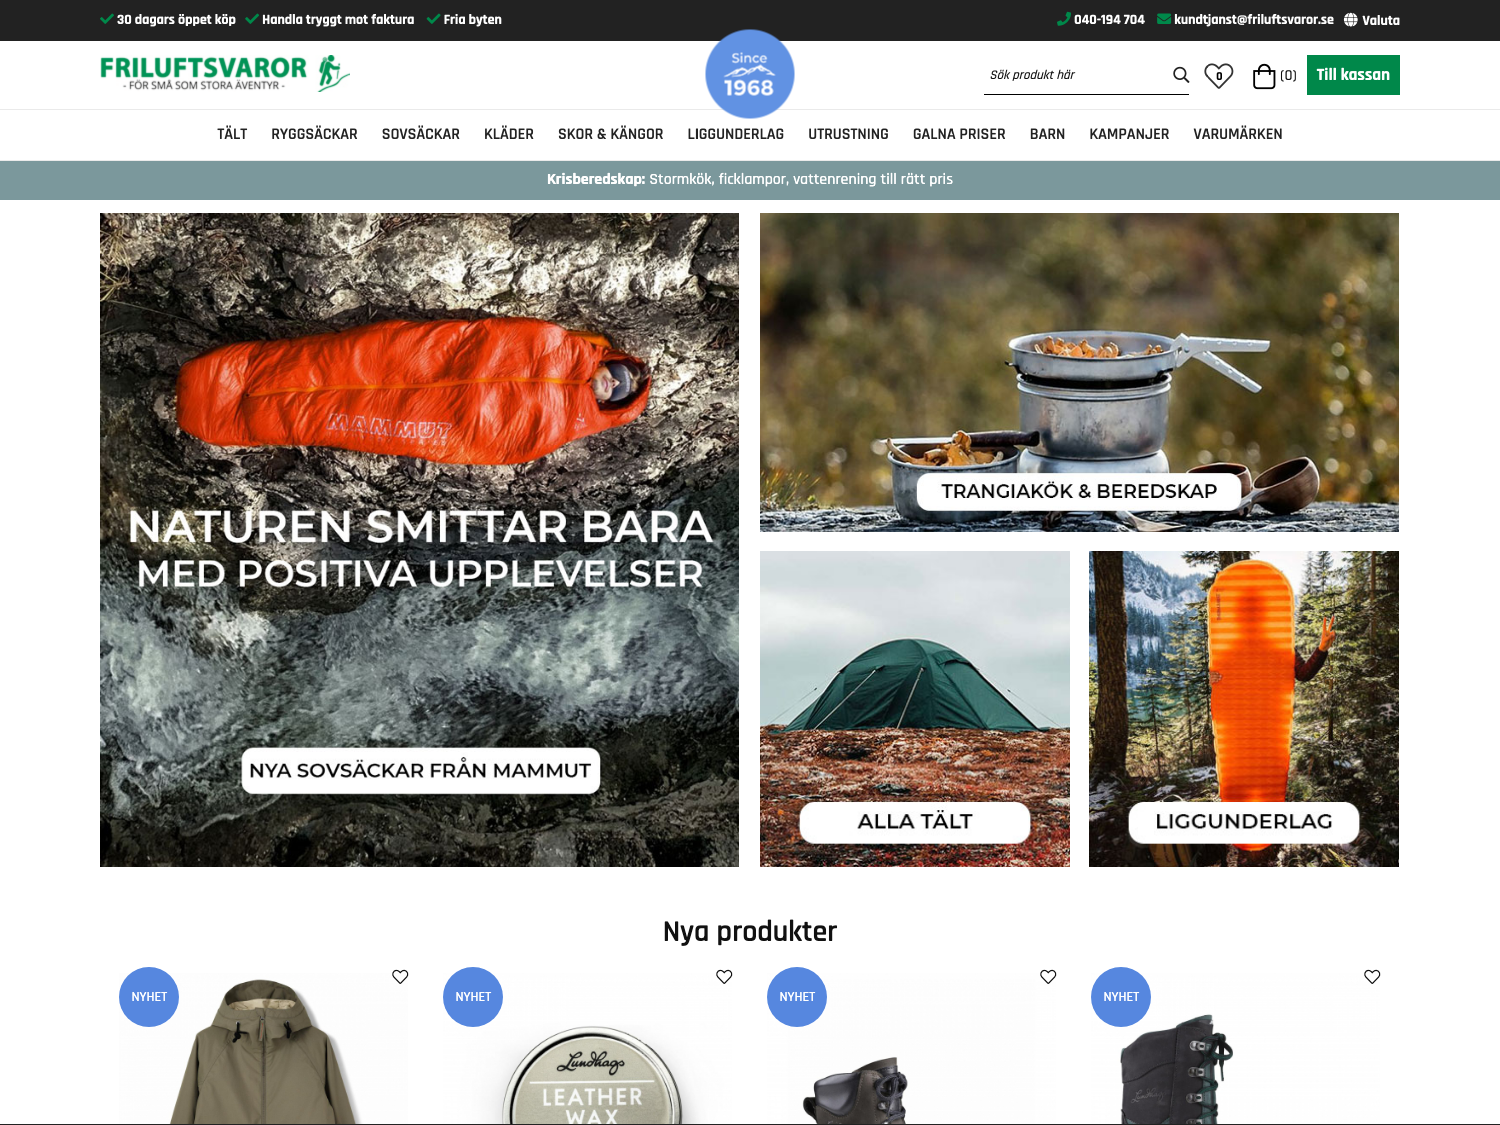 30 dagars öppet köp
Handla tryggt mot faktura
Fria byten
040-194 704
kundtjanst@friluftsvaror.se
Valuta
FRILUFTSVAROR
- FÖR SMÅ SOM STORA ÄVENTYR -
Since
1968
Sök produkt här
0
(0)
Till kassan
TÄLT
RYGGSÄCKAR
SOVSÄCKAR
KLÄDER
SKOR & KÄNGOR
LIGGUNDERLAG
UTRUSTNING
GALNA PRISER
BARN
KAMPANJER
VARUMÄRKEN
Krisberedskap: Stormkök, ficklampor, vattenrening till rätt pris
MAMMUT
NATUREN SMITTAR BARA
MED POSITIVA UPPLEVELSER
NYA SOVSÄCKAR FRÅN MAMMUT
TRANGIAKÖK & BEREDSKAP
ALLA TÄLT
LIGGUNDERLAG
Nya produkter
NYHET
NYHET
NYHET
NYHET
Lundhags
LEATHER
WAX
Lundhags